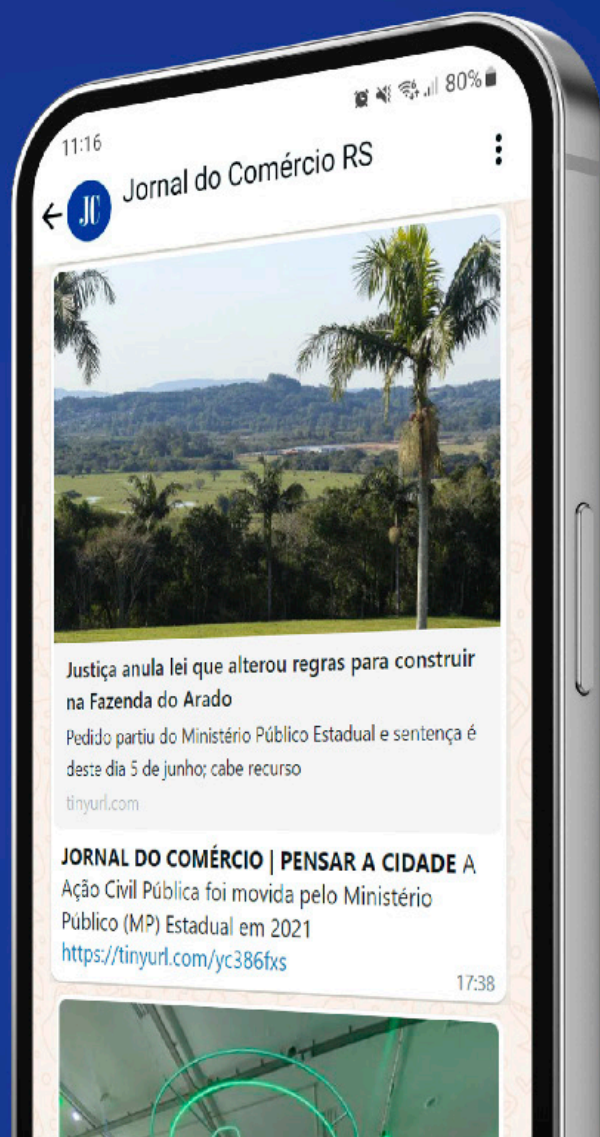 11:16
80%
JC
Jornal do Comércio RS
Justiça anula lei que alterou regras para construir
na Fazenda do Arado
Pedido partiu do Ministério Público Estadual e sentença é
deste dia 5 de junho; cabe recurso
tinyurl.com
JORNAL DO COMÉRCIO | PENSAR A CIDADE A
Ação Civil Pública foi movida pelo Ministério
Público (MP) Estadual em 2021
https://tinyurl.com/yc386fxs
17:38